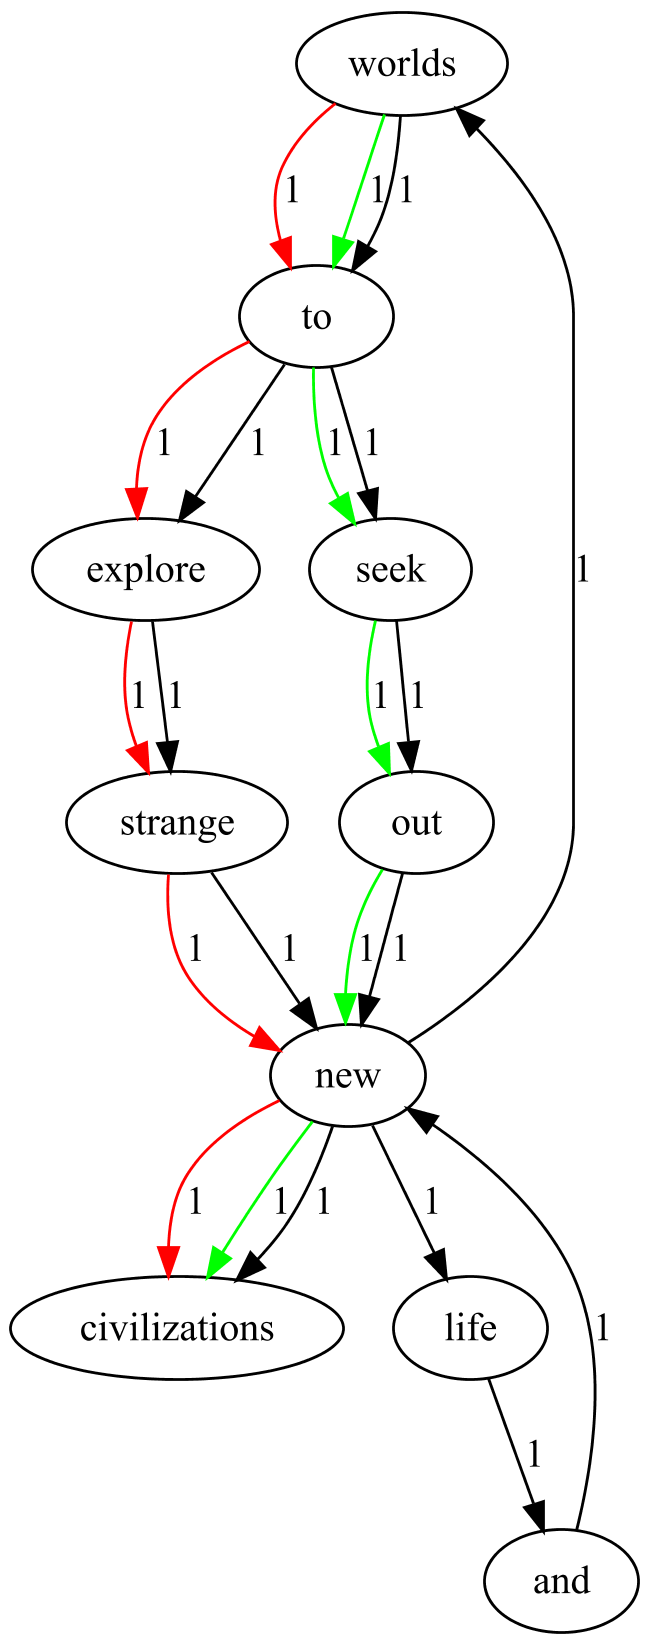 worlds
1 1 1
to
1 1 1 1
explore seek 1
1 1 1 1
strange out
1 1 1 1
new
1 1 1 1
civilizations life 1
1
and